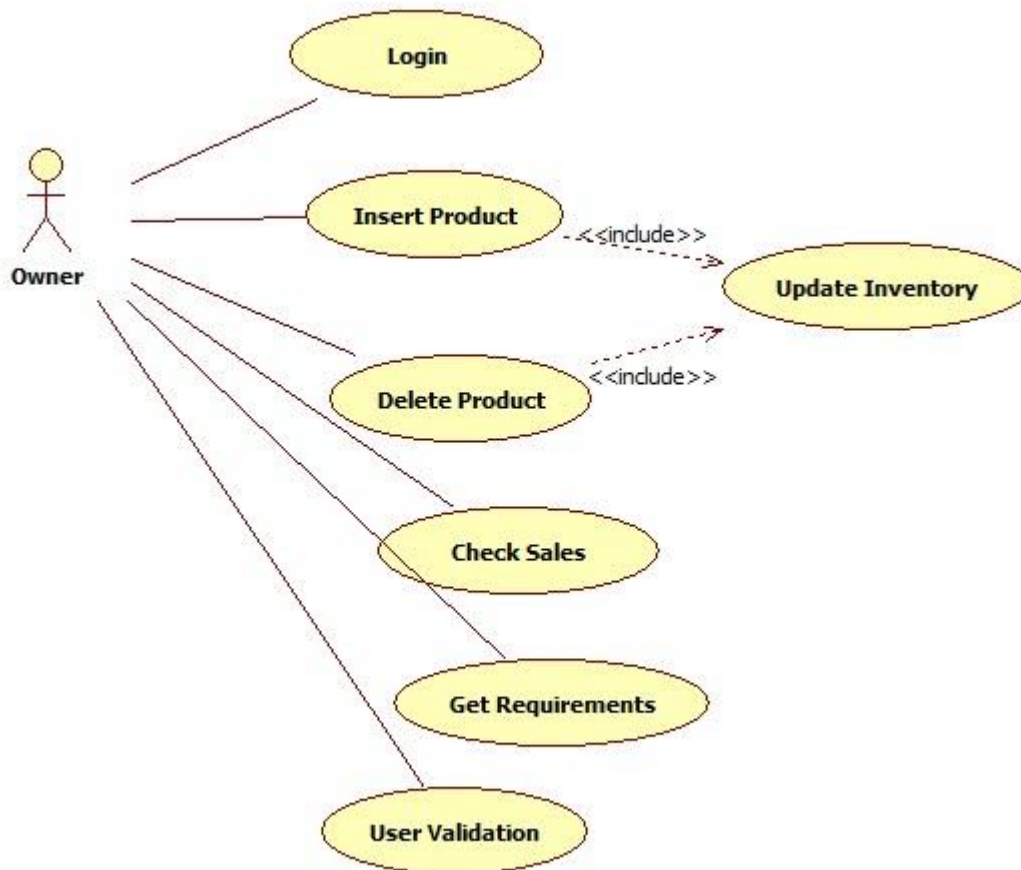 Login
Insert Product
<<include>>
Owner
Update Inventory
<<include>>
Delete Product
Check Sales
Get Requirements
User Validation